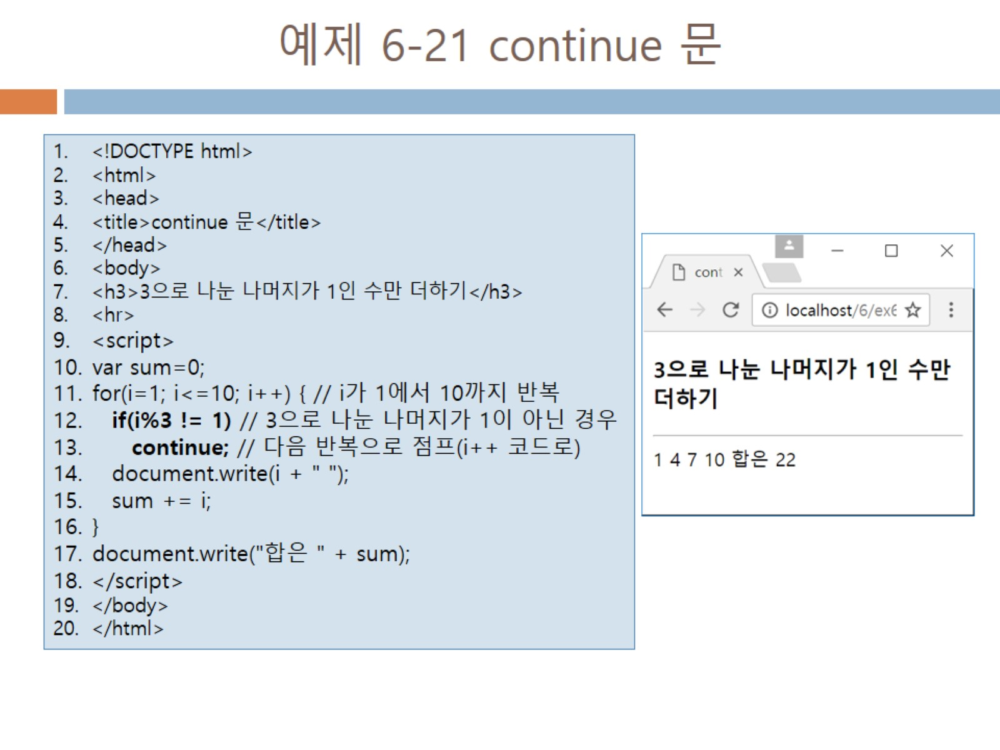 예제 6-21 continue 문
1. <!DOCTYPE html>
2. <html>
3. <head>
4. <title>continue 문</title>
5. </head>
6. <body>
7. <h3>3으로 나눈 나머지가 1인 수만 더하기</h3>
8. <hr>
9. <script>
10. var sum=0;
11. for(i=1; i<=10; i++) { // i가 1에서 10까지 반복
12. if(i%3 != 1) // 3으로 나눈 나머지가 1이 아닌 경우
13. continue; // 다음 반복으로 점프(i++ 코드로)
14. document.write(i + " ");
15. sum += i;
16. }
17. document.write("합은 " + sum);
18. </script>
19. </body>
20. </html>
cont
localhost/6/ex6
3으로 나눈 나머지가 1인 수만
더하기
1 4 7 10 합은 22